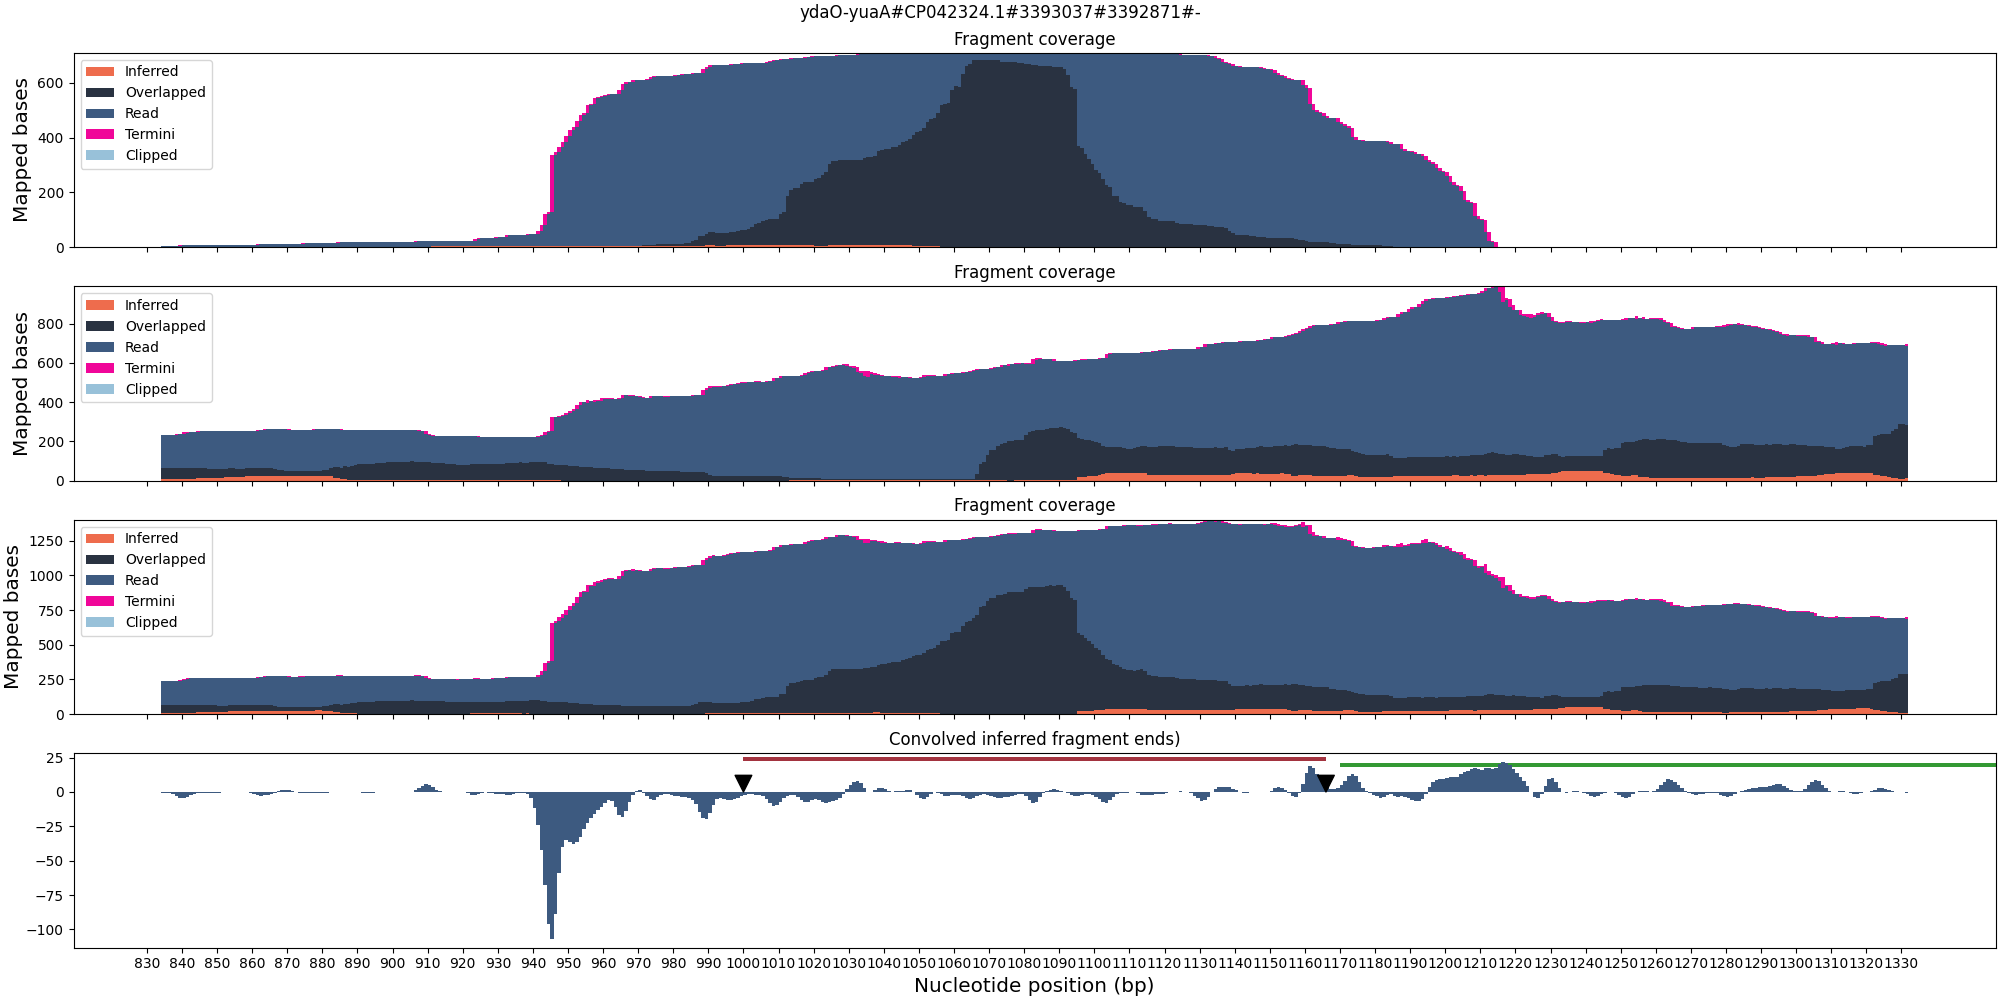 ydaO-yuaA#CP042324.1#3393037#3392871#-
Fragment coverage
Mapped bases
600
400
200
0
Inferred
Overlapped
Read
Termini
Clipped
Fragment coverage
Mapped bases
800
600
400
200
0
Inferred
Overlapped
Read
Termini
Clipped
Fragment coverage
Mapped bases
1250
1000
750
500
250
0
Inferred
Overlapped
Read
Termini
Clipped
Convolved inferred fragment ends)
25
0
−25
−50
−75
−100
830 840 850 860 870 880 890 900 910 920 930 940 950 960 970 980 990 1000 1010 1020 1030 1040 1050 1060 1070 1080 1090 1100 1110 1120 1130 1140 1150 1160 1170 1180 1190 1200 1210 1220 1230 1240 1250 1260 1270 1280 1290 1300 1310 1320 1330
Nucleotide position (bp)